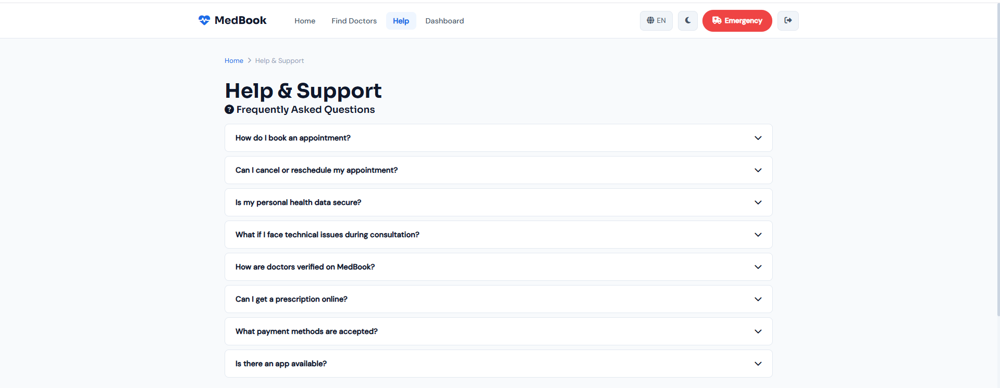 MedBook
Home
Find Doctors
Help
Dashboard
EN
Emergency
Home > Help & Support
Help & Support
Frequently Asked Questions
How do I book an appointment?
Can I cancel or reschedule my appointment?
Is my personal health data secure?
What if I face technical issues during consultation?
How are doctors verified on MedBook?
Can I get a prescription online?
What payment methods are accepted?
Is there an app available?